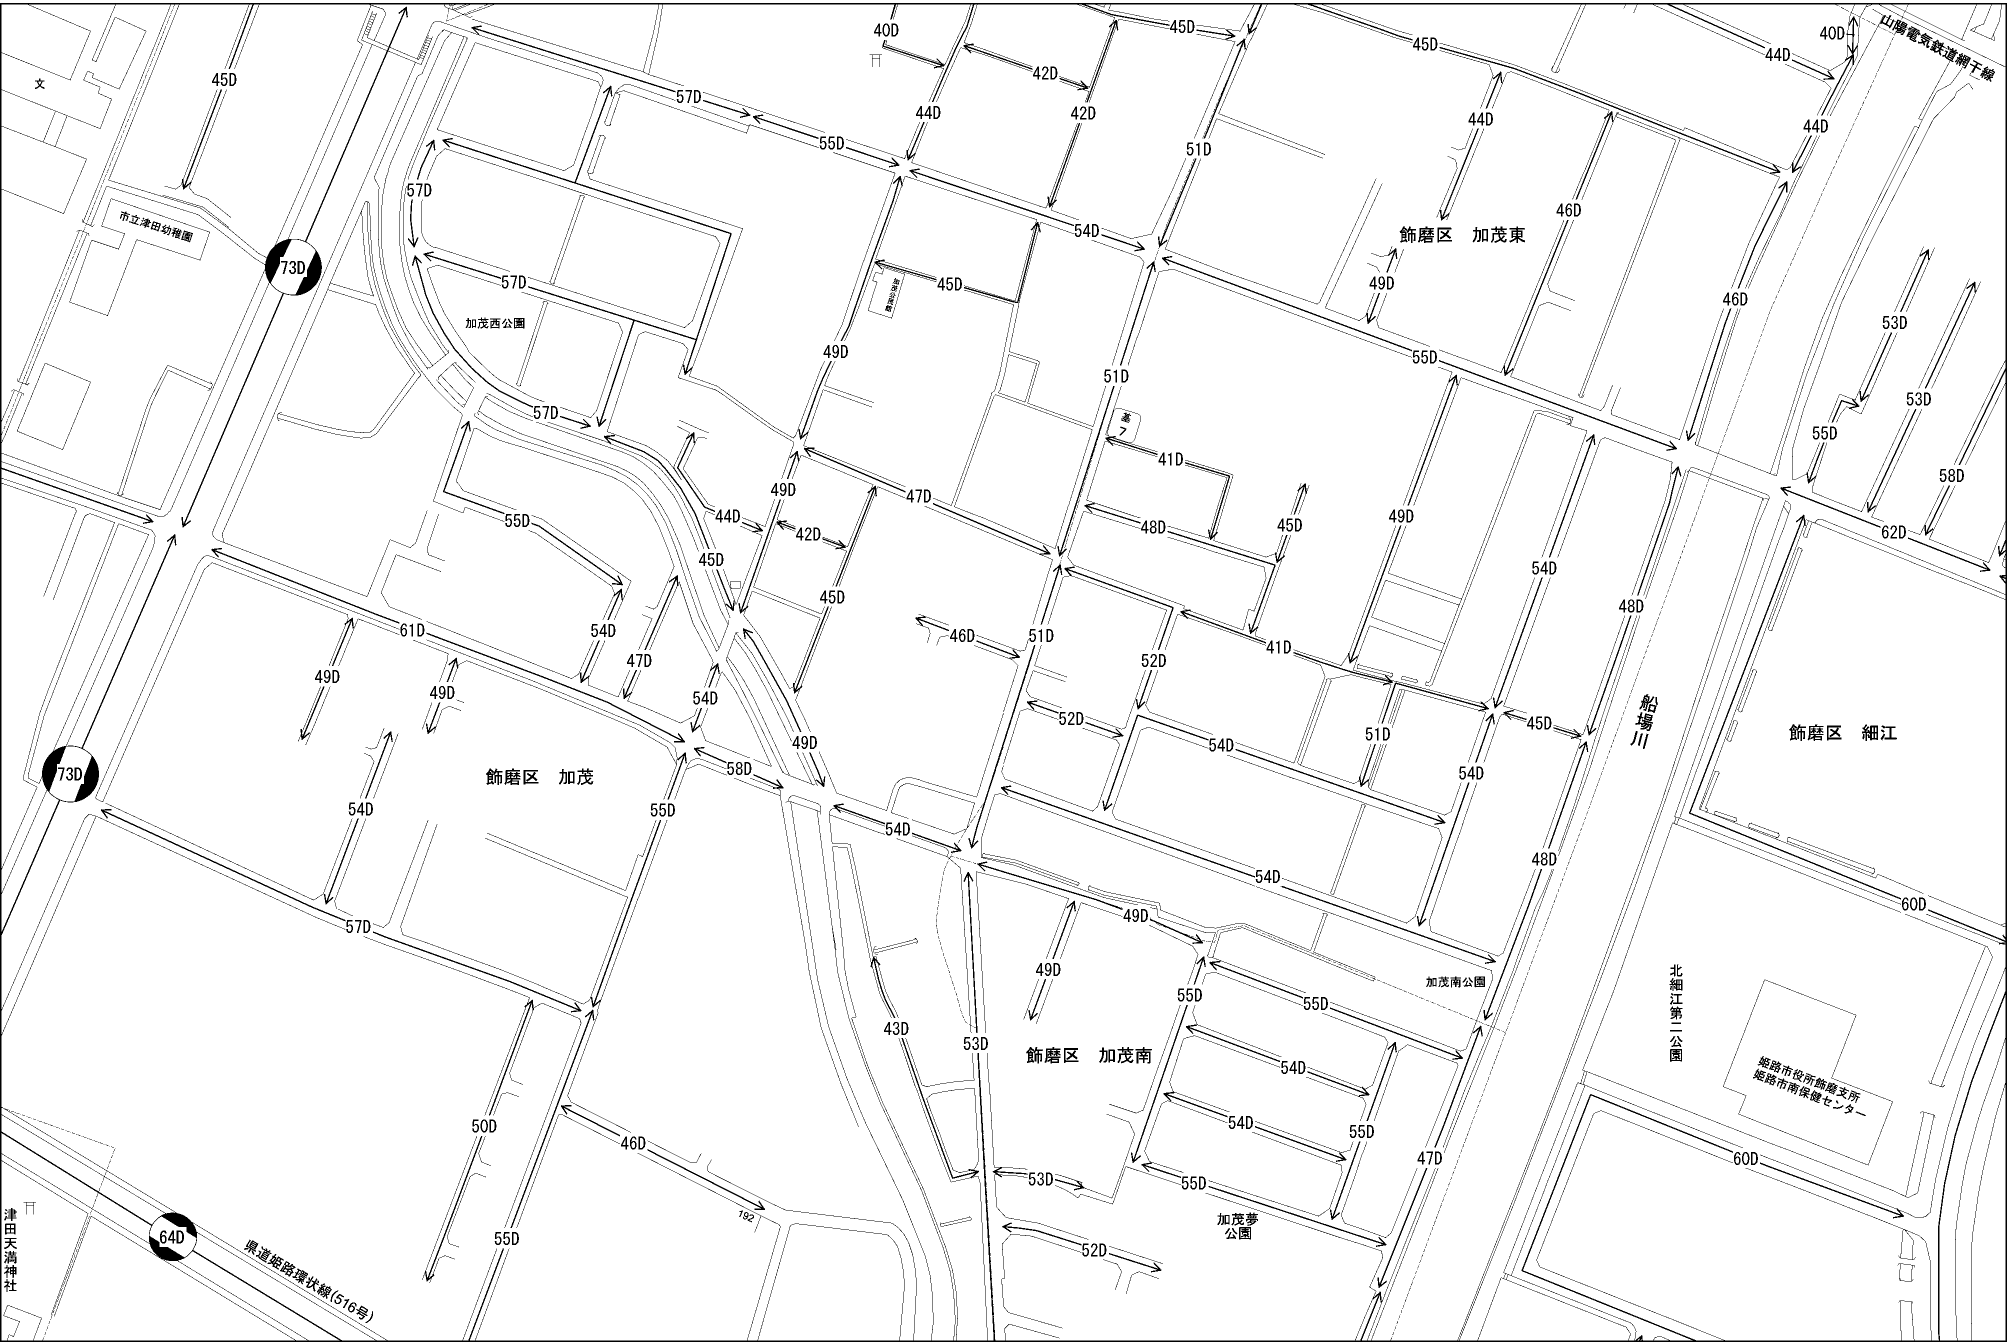 40D
45D
45D
40D
山陽電気鉄道網干線
44D
42D
45D
文
57D
44D
42D
44D
44D
55D
51D
57D
46D
市立津田幼稚園
54D
飾磨区 加茂東
73D
57D
45D
加茂公民館
49D
46D
加茂西公園
53D
49D
55D
51D
53D
57D
基
7
55D
41D
58D
49D
47D
44D
49D
55D
42D
48D
45D
62D
45D
54D
45D
48D
61D
54D
46D
51D
47D
52D
41D
49D
49D
54D
52D
45D
船場川
飾磨区 細江
51D
49D
54D
58D
54D
73D
飾磨区 加茂
54D
55D
54D
48D
54D
60D
57D
49D
49D
加茂南公園
北細江第二公園
55D
55D
43D
53D
飾磨区 加茂南
54D
姫路市役所飾磨支所
姫路市南保健センター
50D
46D
54D
55D
47D
60D
53D
55D
192
加茂夢
公園
津田天満神社
64D
県道姫路環状線(516号)
55D
52D